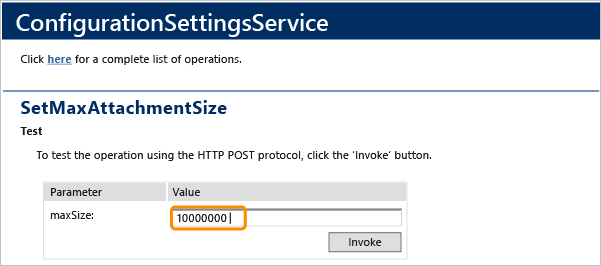 ConfigurationSettingsService
Click here for a complete list of operations.
SetMaxAttachmentSize
Test
To test the operation using the HTTP POST protocol, click the ‘Invoke’ button.
Parameter Value
maxSize: 10000000
Invoke